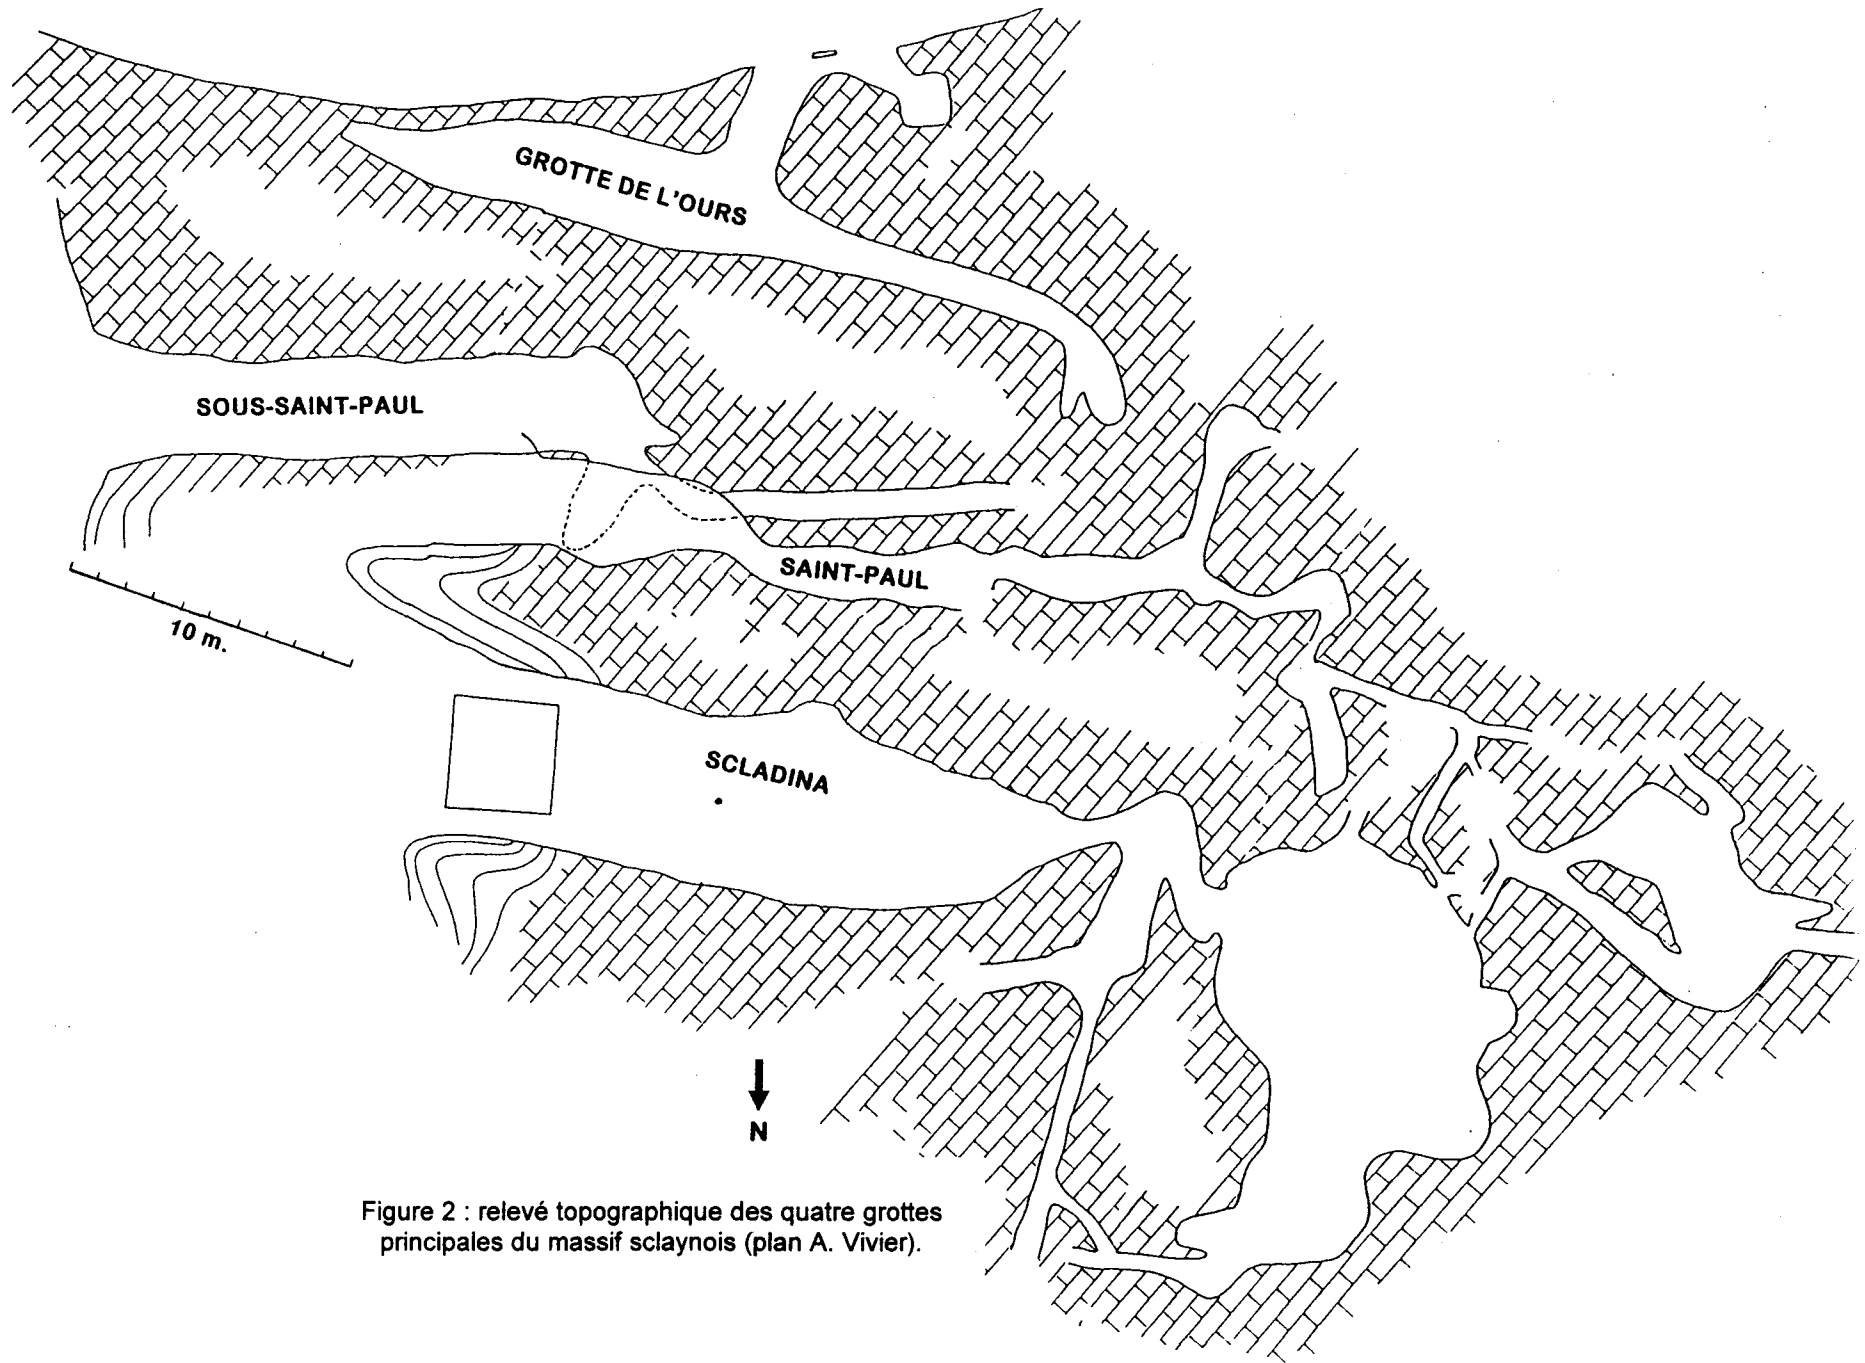 GROTTE DE L'OURS
SOUS-SAINT-PAUL
SAINT-PAUL
10 m.
SCLADINA
N
Figure 2 : relevé topographique des quatre grottes
principales du massif sclaynois (plan A. Vivier).